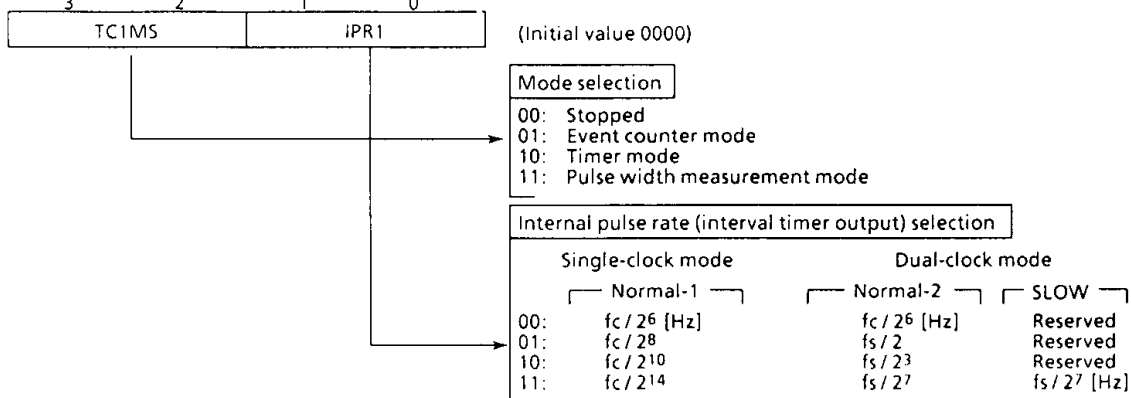 3 2 1 0
TC1MS IPR1 (Initial value 0000)
Mode selection
00: Stopped
01: Event counter mode
10: Timer mode
11: Pulse width measurement mode
Internal pulse rate (interval timer output) selection
Single-clock mode Dual-clock mode
Normal-1 Normal-2 SLOW
00: fc / 2⁶ [Hz] fc / 2⁶ [Hz] Reserved
01: fc / 2⁸ fs / 2 Reserved
10: fc / 2¹⁰ fs / 2³ Reserved
11: fc / 2¹⁴ fs / 2⁷ fs / 2⁷ [Hz]